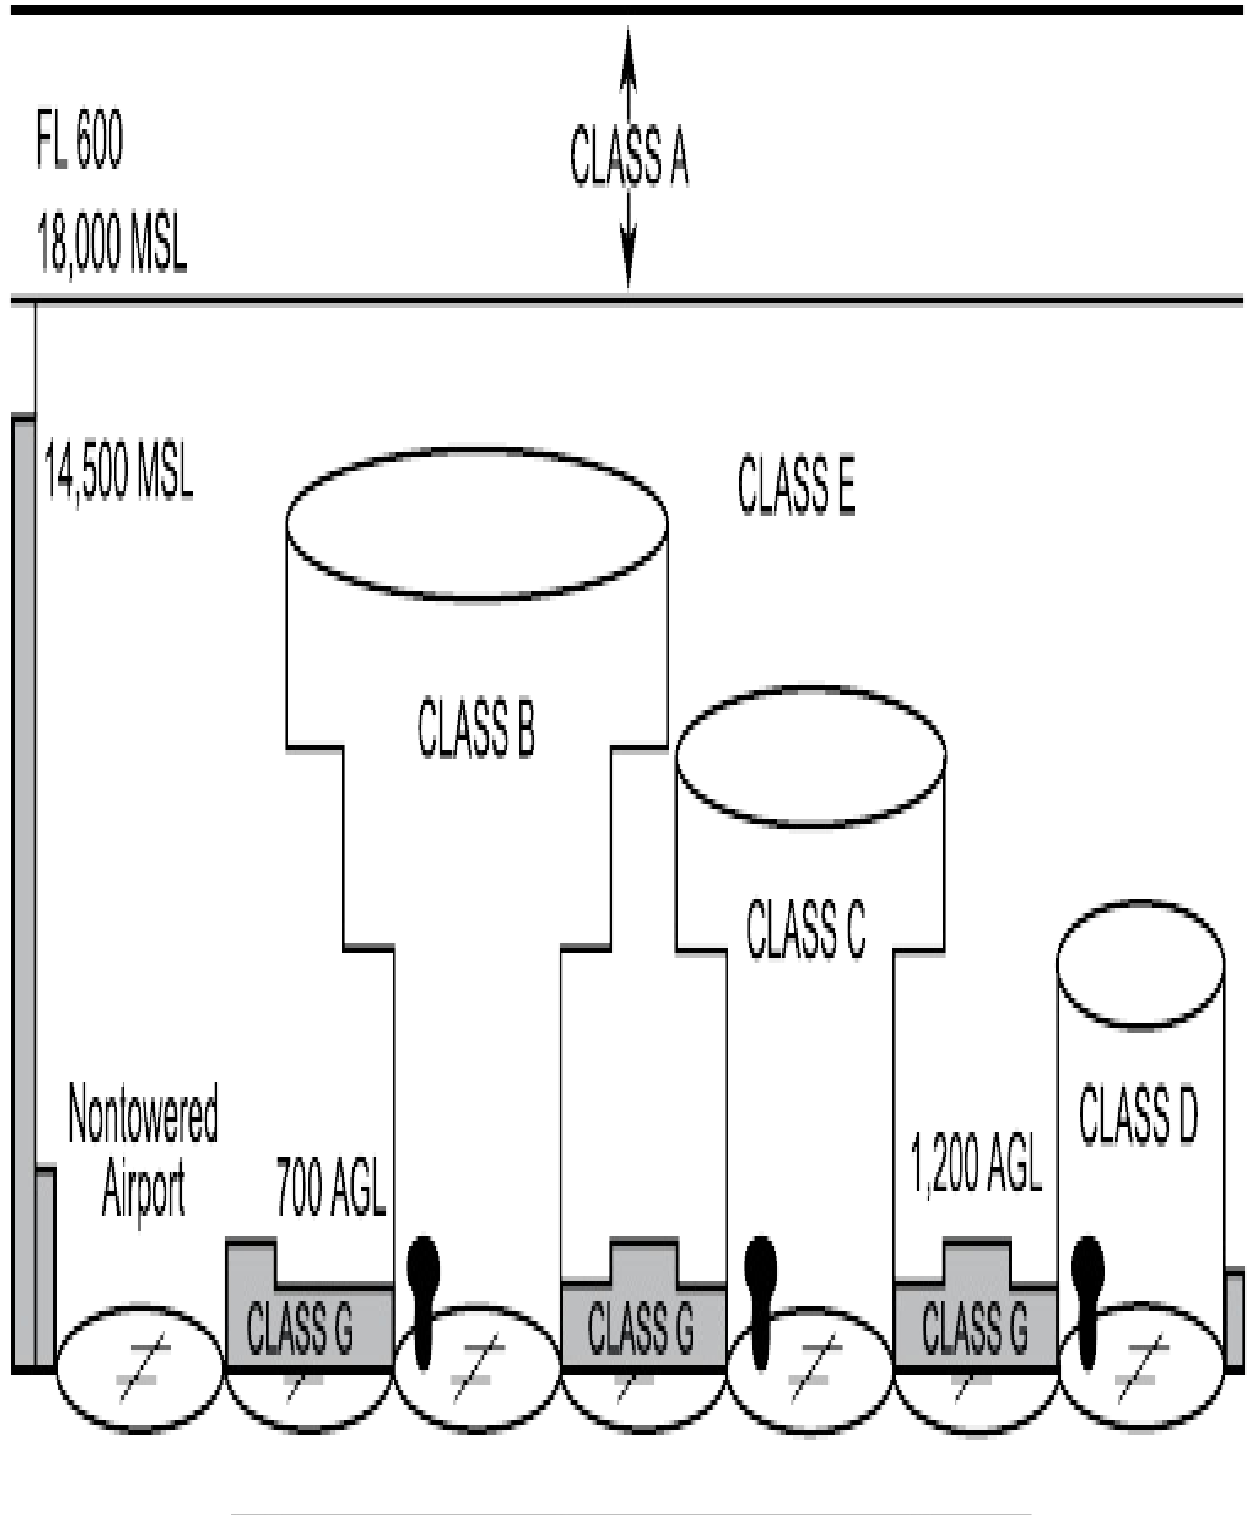 FL 600
CLASS A
18,000 MSL
14,500 MSL
CLASS E
CLASS B
CLASS C
Nontowered
Airport
700 AGL
1,200 AGL
CLASS D
CLASS G
CLASS G
CLASS G